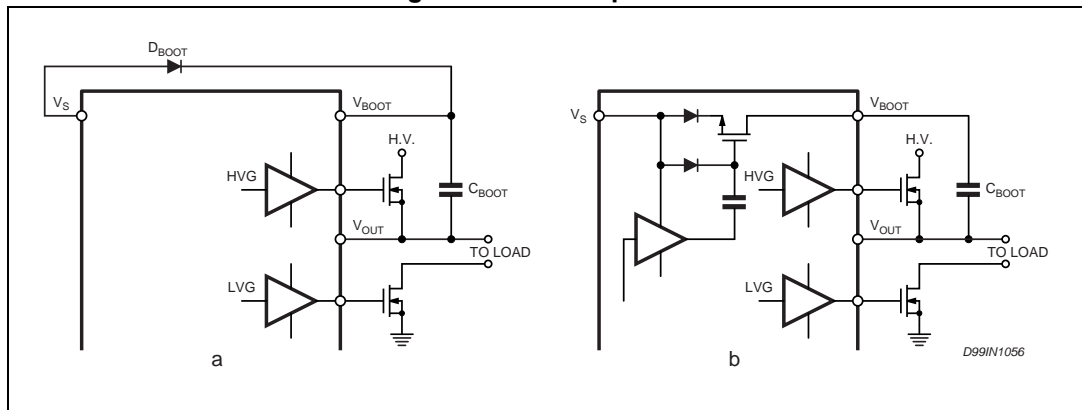 D_BOOT
V_S
V_BOOT
H.V.
HVG
C_BOOT
V_OUT
TO LOAD
LVG
a
V_S
V_BOOT
H.V.
HVG
C_BOOT
V_OUT
TO LOAD
LVG
b
D99IN1056